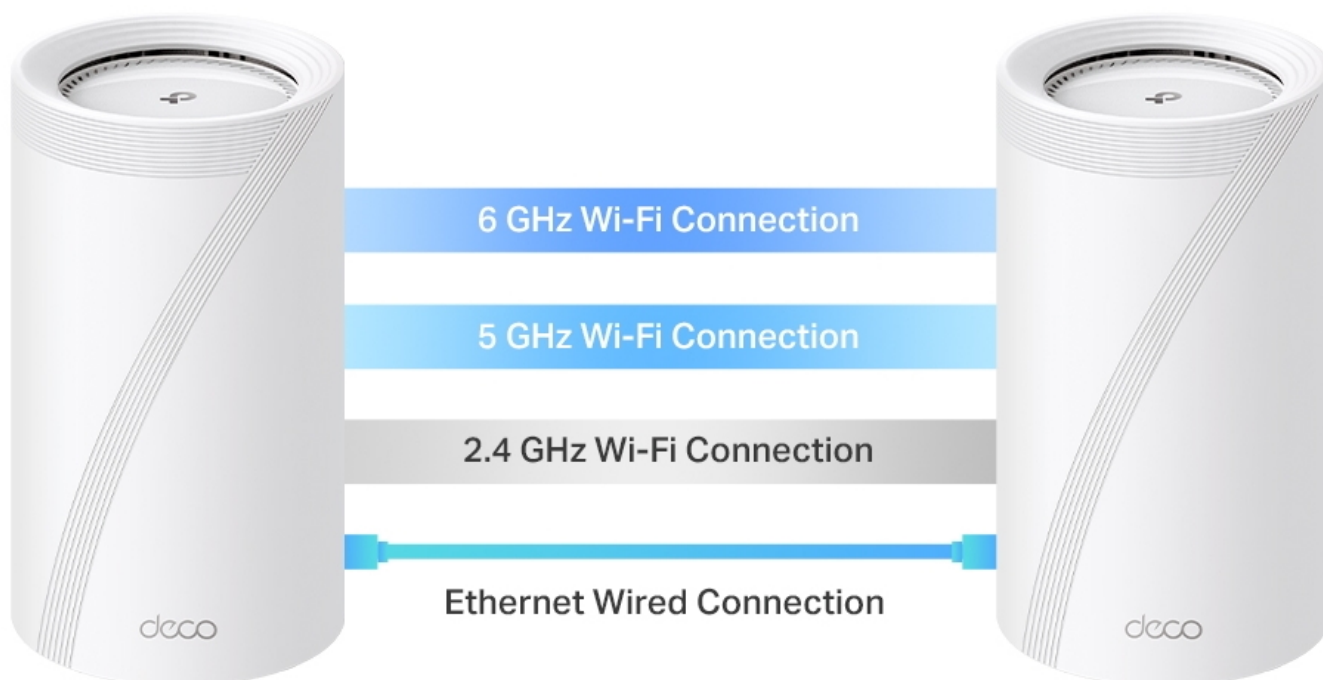 6 GHz Wi-Fi Connection
5 GHz Wi-Fi Connection
2.4 GHz Wi-Fi Connection
Ethernet Wired Connection
deco
deco